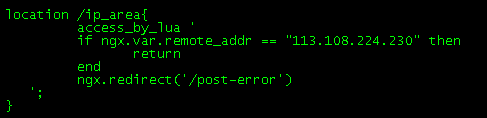 location /ip_area{
        access_by_lua '
        if ngx.var.remote_addr == "113.108.224.230" then
                return
        end
        ngx.redirect('/post-error')
   ';
}